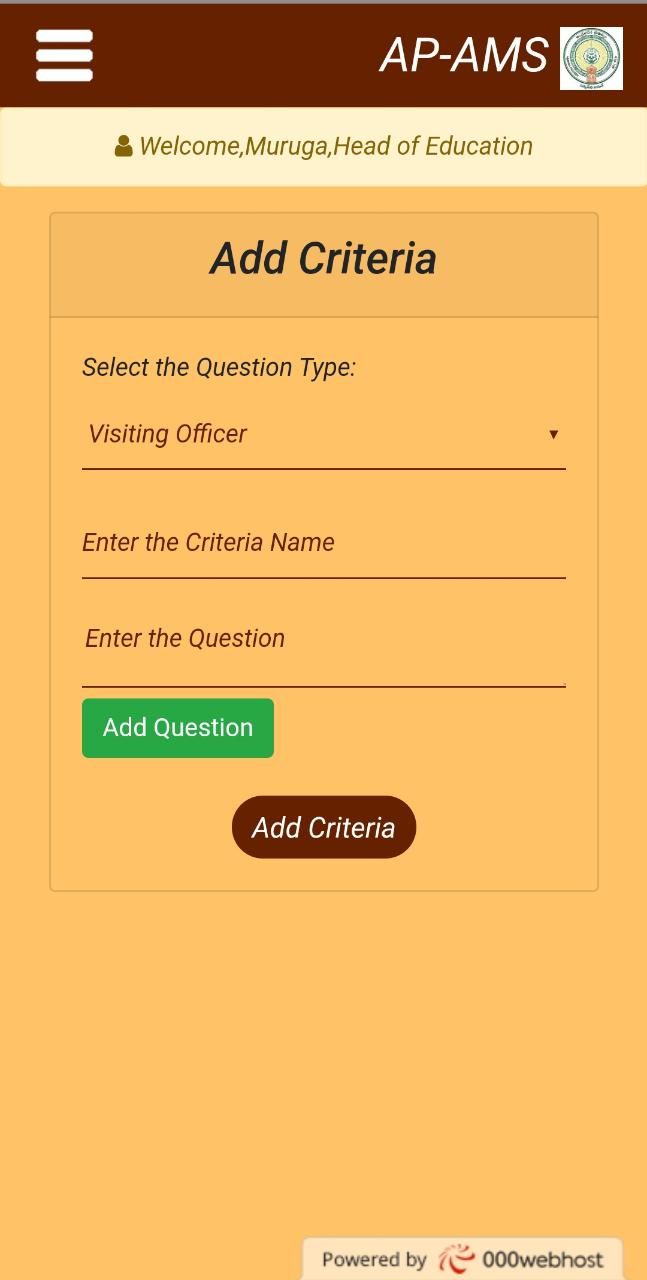 AP-AMS
Welcome,Muruga,Head of Education
Add Criteria
Select the Question Type:
Visiting Officer
Enter the Criteria Name
Enter the Question
Add Question
Add Criteria
Powered by 000webhost